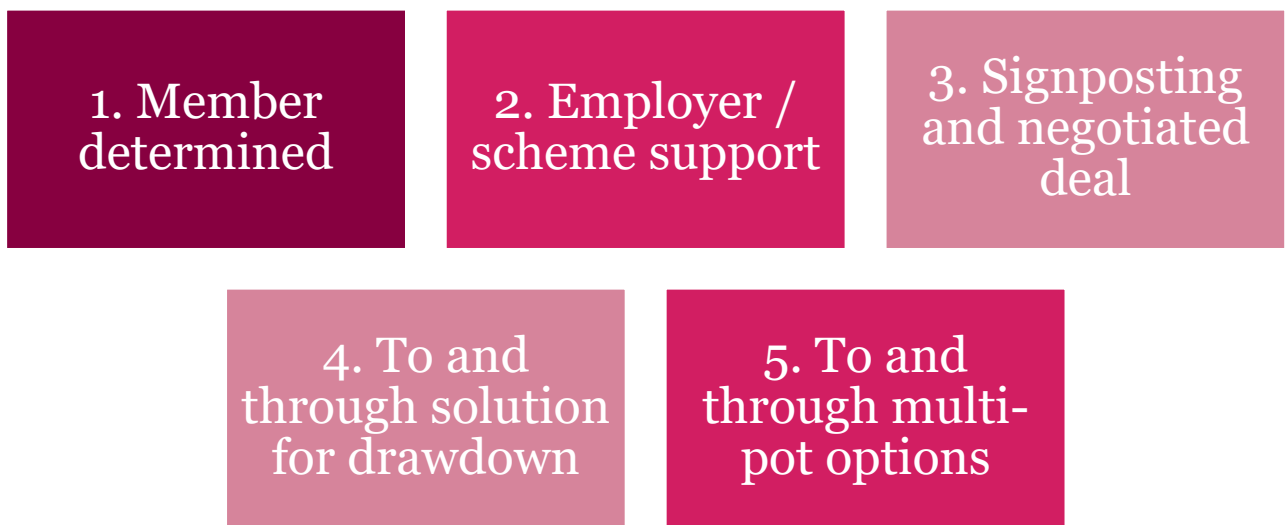 1. Member
determined
2. Employer /
scheme support
3. Signposting
and negotiated
deal
4. To and
through solution
for drawdown
5. To and
through multi-
pot options